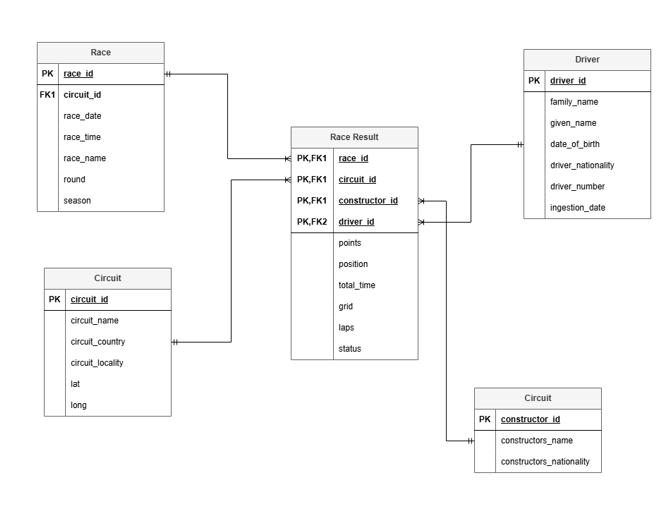 Race
PK race_id
FK1 circuit_id
race_date
race_time
race_name
round
season
Circuit
PK circuit_id
circuit_name
circuit_country
circuit_locality
lat
long
Race Result
PK,FK1 race_id
PK,FK1 circuit_id
PK,FK1 constructor_id
PK,FK2 driver_id
points
position
total_time
grid
laps
status
Driver
PK driver_id
family_name
given_name
date_of_birth
driver_nationality
driver_number
ingestion_date
Circuit
PK constructor_id
constructors_name
constructors_nationality